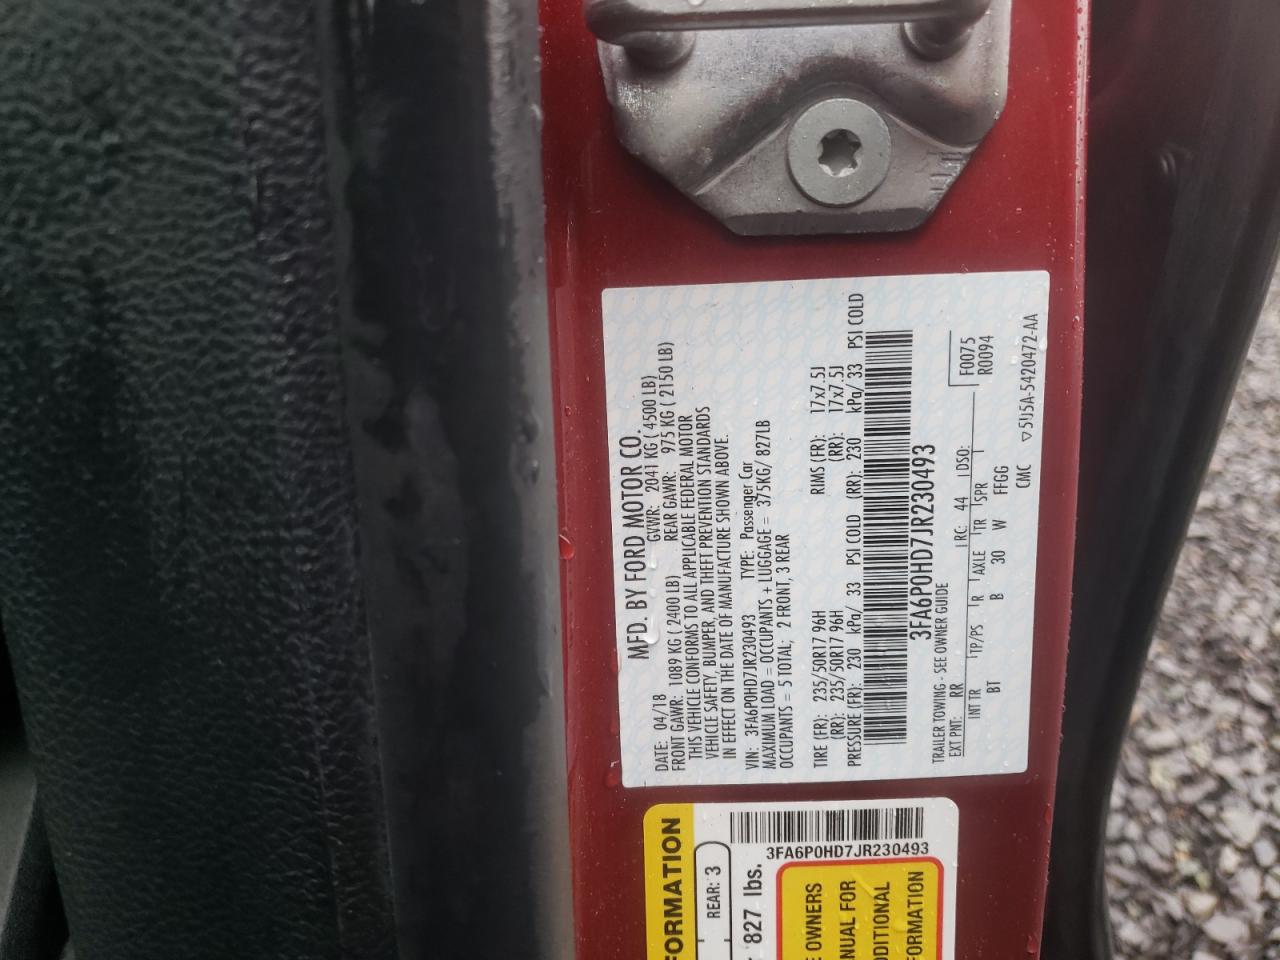 MFD. BY FORD MOTOR CO.
DATE: 04/18 GVWR: 2041 KG ( 4500 LB)
FRONT GAWR: 1089 KG ( 2400 LB) REAR GAWR: 975 KG ( 2150 LB)
THIS VEHICLE CONFORMS TO ALL APPLICABLE FEDERAL MOTOR
VEHICLE SAFETY, BUMPER, AND THEFT PREVENTION STANDARDS
IN EFFECT ON THE DATE OF MANUFACTURE SHOWN ABOVE.
VIN: 3FA6P0HD7JR230493 TYPE: Passenger Car
MAXIMUM LOAD = OCCUPANTS + LUGGAGE = 375KG/ 827LB
OCCUPANTS = 5 TOTAL; 2 FRONT, 3 REAR
TIRE (FR): 235/50R17 96H RIMS (FR): 17x7.5J
(RR): 235/50R17 96H (RR): 17x7.5J
PRESSURE (FR): 230 kPa/ 33 PSI COLD (RR): 230 kPa/ 33 PSI COLD
3FA6P0HD7JR230493
F0075
R0094
TRAILER TOWING - SEE OWNER GUIDE
EXT PNT: RR RC: 44 DSO:
INT TR TP/PS R AXLE TR SPR
BT B 30 W FFGG
CMC ▽5U5A-5420472-AA
FORMATION
REAR: 3
827 lbs.
3FA6P0HD7JR230493
OWNERS
ANUAL FOR
DDITIONAL
FORMATION